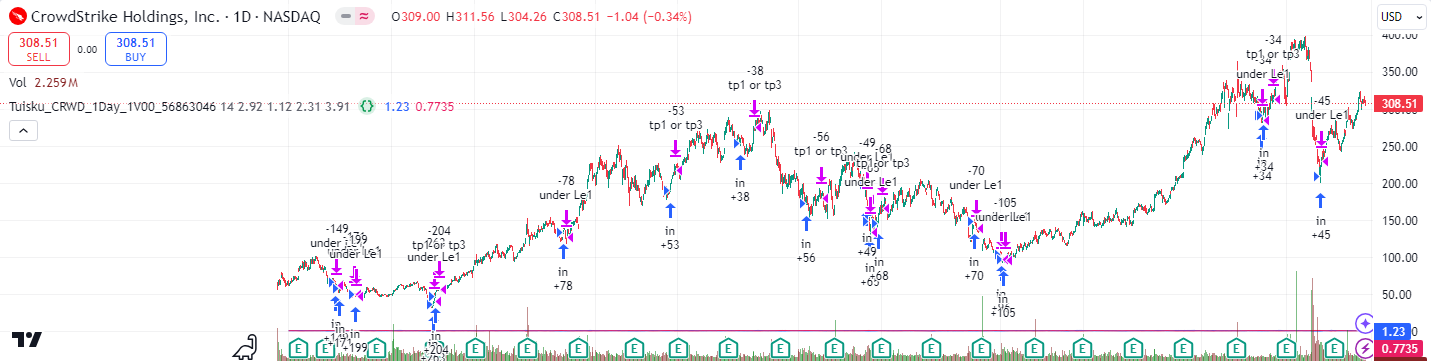 CrowdStrike Holdings, Inc. · 1D · NASDAQ
O309.00 H311.56 L304.26 C308.51 −1.04 (−0.34%)
USD
308.51
SELL
0.00
308.51
BUY
Vol 2.259M
Tuisku_CRWD_1Day_1V00_56863046 14 2.92 1.12 2.31 3.91 {} 1.23 0.7735
400.00
350.00
308.51
300.00
250.00
200.00
150.00
100.00
50.00
1.23
0.7735
-149
under Le1
-199
under Le1
in
+199
-204
tp1 or tp3
under Le1
+204
-78
under Le1
in
+78
-53
tp1 or tp3
in
+53
-38
tp1 or tp3
in
+38
-56
tp1 or tp3
in
+56
-49
under Le1
in
+49
-68
tp1 or tp3
under Le1
in
+68
-70
under Le1
in
+70
-105
under Le1
in
+105
-34
tp1 or tp3
-34
under Le1
in
+34
+34
-45
under Le1
in
+45
E E E E E E E E E E E E E E E E E E E E E